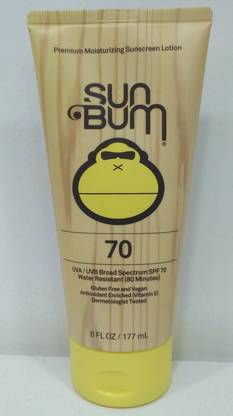 Premium Moisturizing Sunscreen Lotion
SUN
BUM®
70
UVA / UVB Broad Spectrum SPF 70
Water Resistant (80 Minutes)
Gluten Free and Vegan
Antioxidant Enriched (Vitamin E)
Dermatologist Tested
6 FL OZ / 177 mL